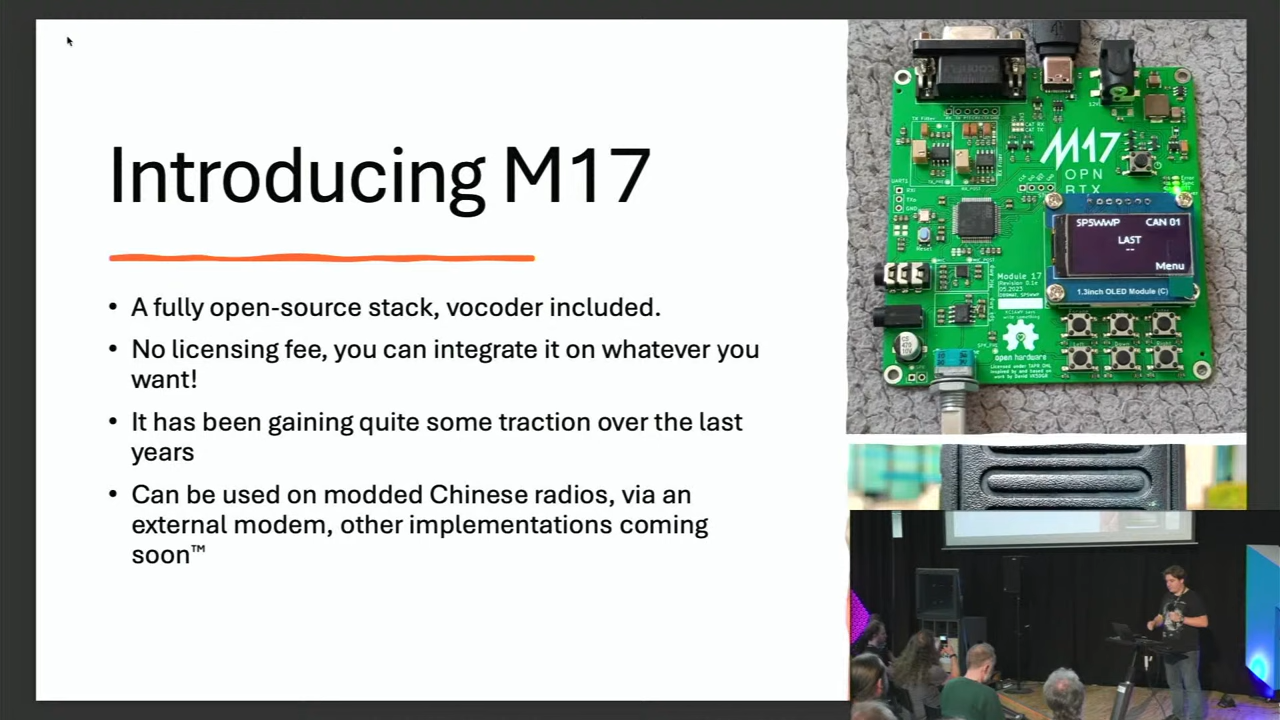 Introducing M17
• A fully open-source stack, vocoder included.
• No licensing fee, you can integrate it on whatever you
want!
• It has been gaining quite some traction over the last
years
• Can be used on modded Chinese radios, via an
external modem, other implementations coming
soon™
M17
OPN
RTX
SP5WWP CAN 01
LAST
--
Menu
1.3inch OLED Module (C)
Reset
Module 17
open hardware